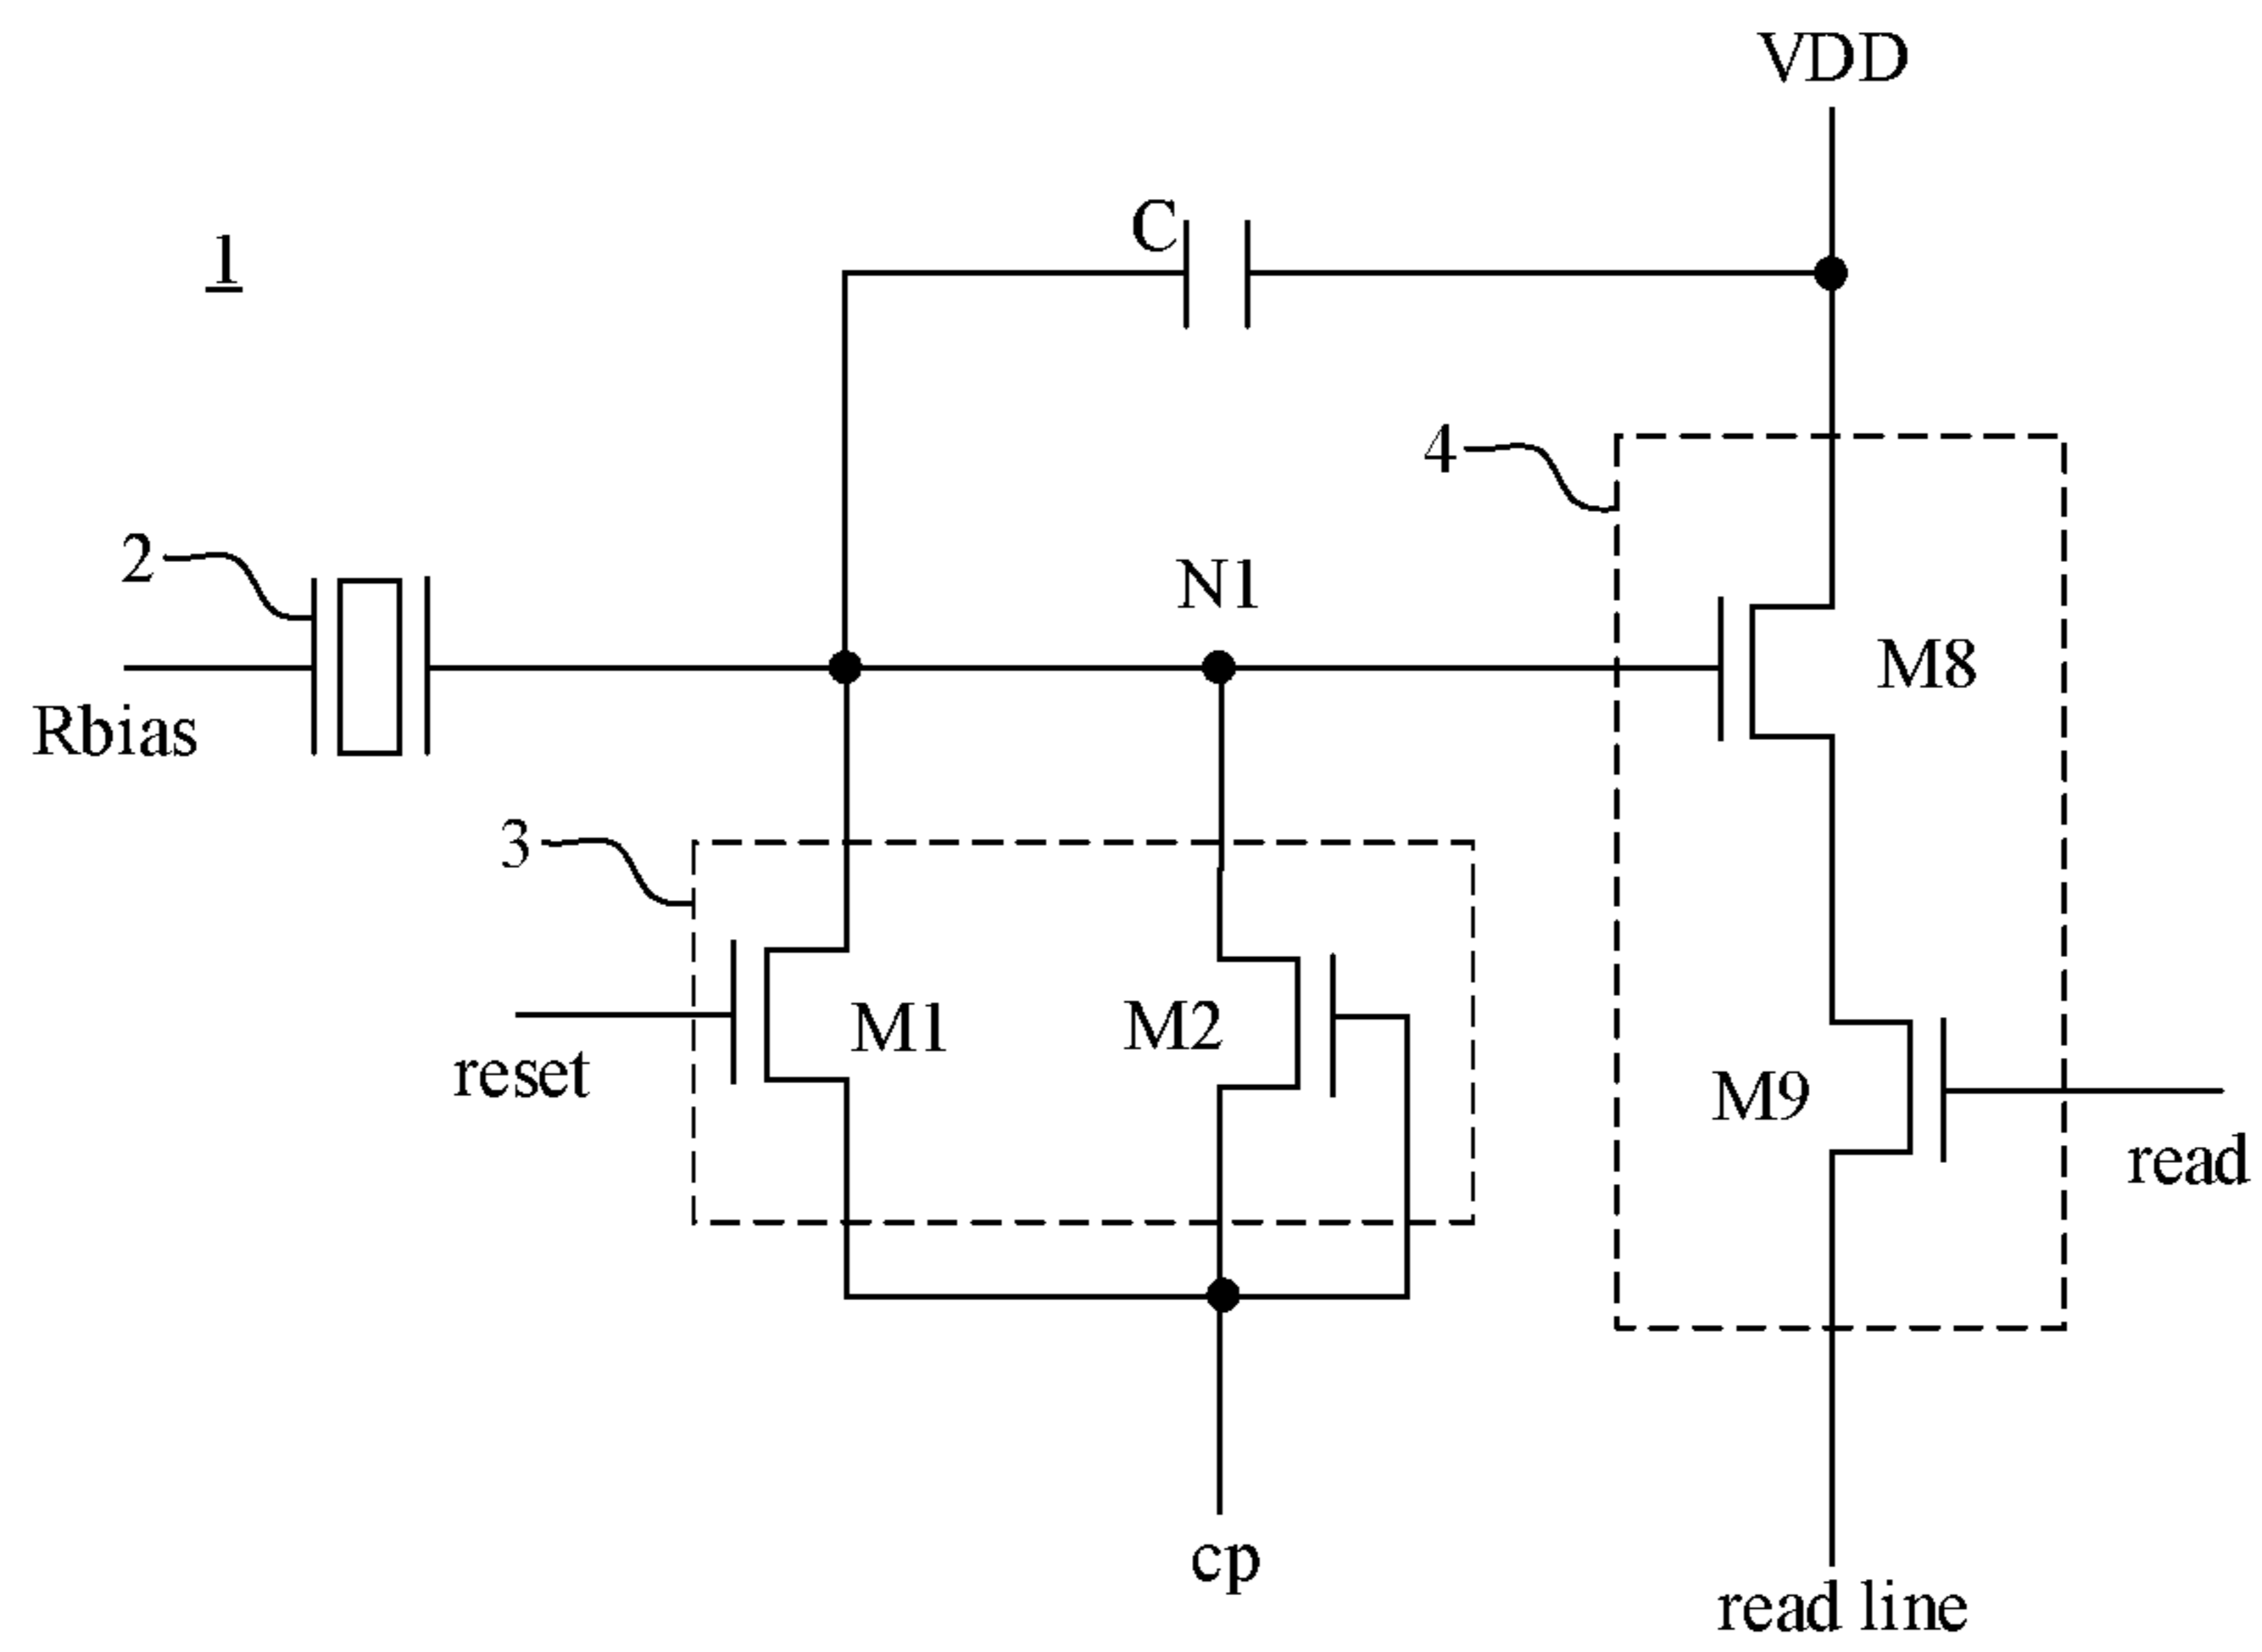 VDD
C
1
4
2
N1
M8
Rbias
3
M1
M2
reset
M9
read
cp
read line